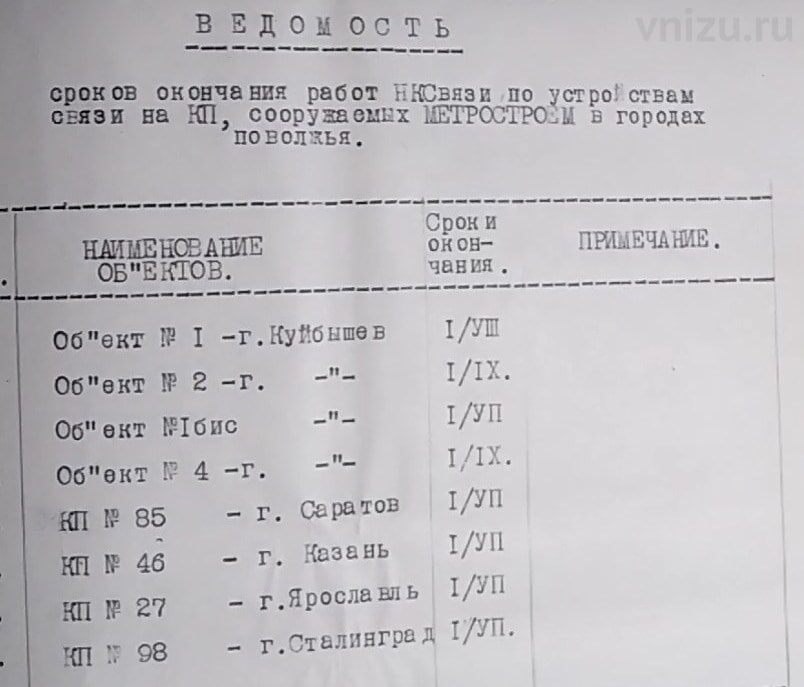 vnizu.ru
ВЕДОМОСТЬ
сроков окончания работ НКСвязи по устройствам
связи на КП, сооружаемых МЕТРОСТРОЕМ в городах
поволжья.
НАИМЕНОВАНИЕ
ОБ"ЕКТОВ.
Сроки
окон-
чания.
ПРИМЕЧАНИЕ.
Об"ект № I -г.Куйбышев I/УШ
Об"ект № 2 -г. -"- I/IX.
Об"ект №Iбис -"- I/УП
Об"ект № 4 -г. -"- I/IX.
КП № 85 - г. Саратов I/УП
КП № 46 - г. Казань I/УП
КП № 27 - г.Ярославль I/УП
КП № 98 - г.Сталинград I/УП.